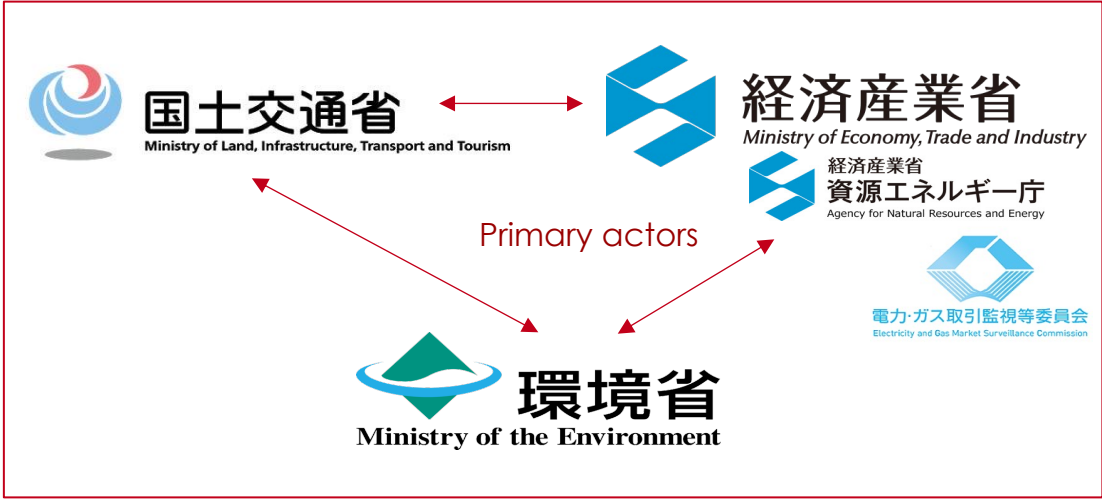 国土交通省
Ministry of Land, Infrastructure, Transport and Tourism
経済産業省
Ministry of Economy, Trade and Industry
経済産業省
資源エネルギー庁
Agency for Natural Resources and Energy
Primary actors
電力・ガス取引監視等委員会
Electricity and Gas Market Surveillance Commission
環境省
Ministry of the Environment